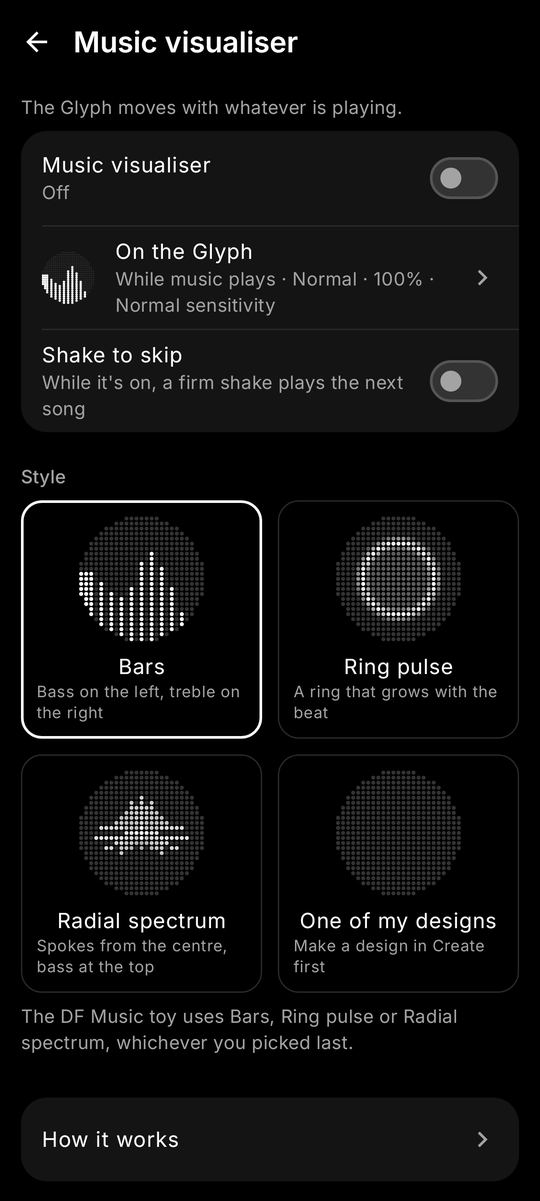 Music visualiser
The Glyph moves with whatever is playing.
Music visualiser
Off
On the Glyph
While music plays · Normal · 100% ·
Normal sensitivity
Shake to skip
While it's on, a firm shake plays the next
song
Style
Bars
Bass on the left, treble on
the right
Ring pulse
A ring that grows with the
beat
Radial spectrum
Spokes from the centre,
bass at the top
One of my designs
Make a design in Create
first
The DF Music toy uses Bars, Ring pulse or Radial
spectrum, whichever you picked last.
How it works